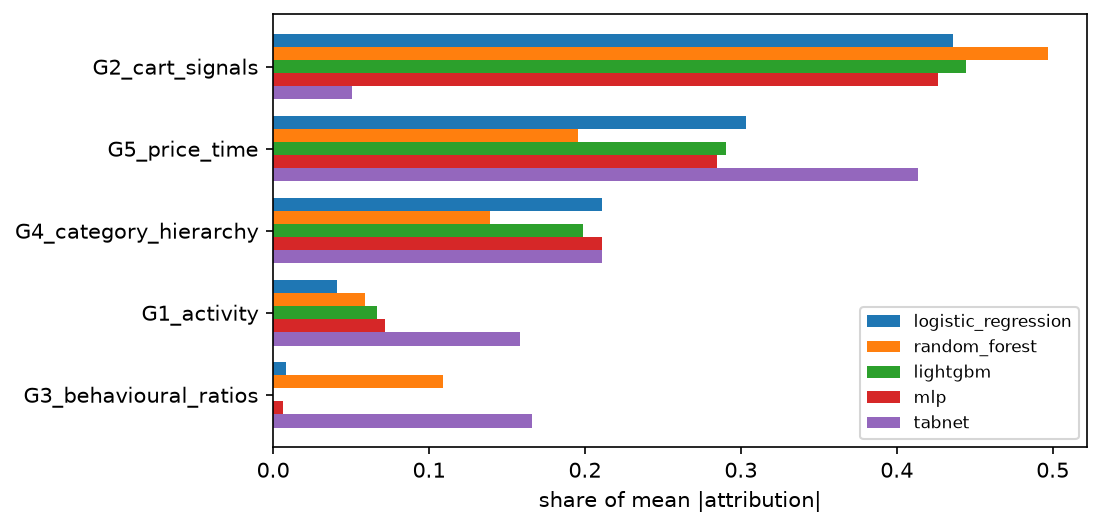 G2_cart_signals
G5_price_time
G4_category_hierarchy
G1_activity
G3_behavioural_ratios
logistic_regression
random_forest
lightgbm
mlp
tabnet
0.0 0.1 0.2 0.3 0.4 0.5
share of mean |attribution|